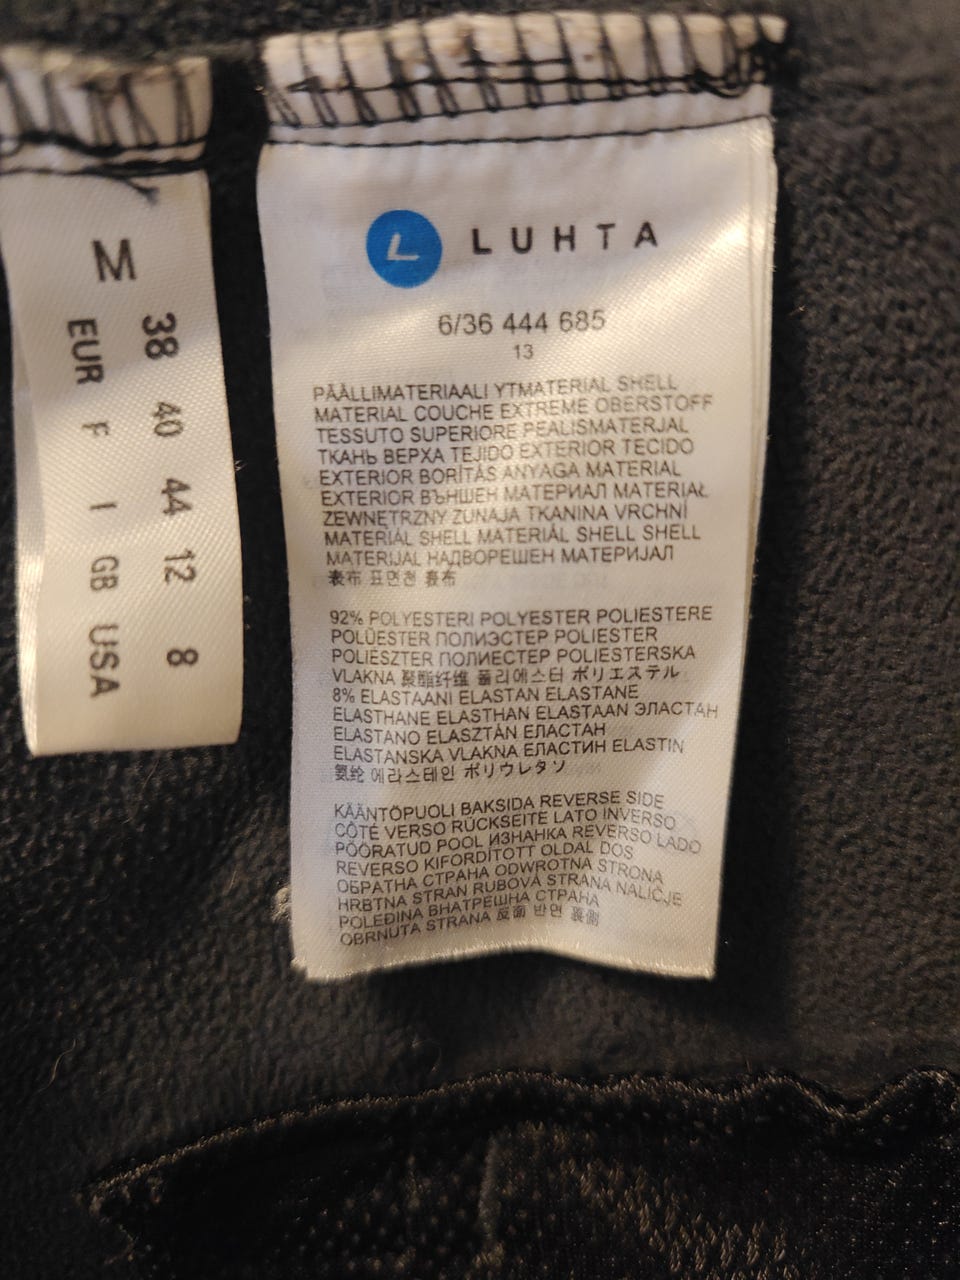 M
EUR 38
F 40
I 44
GB 12
USA 8
L LUHTA
6/36 444 685
13
PÄÄLLIMATERIAALI YTMATERIAL SHELL
MATERIAL COUCHE EXTREME OBERSTOFF
TESSUTO SUPERIORE PEALISMATERJAL
ТКАНЬ ВЕРХА TEJIDO EXTERIOR TECIDO
EXTERIOR BORÍTÁS ANYAGA MATERIAL
EXTERIOR ВЪНШЕН МАТЕРИАЛ MATERIAŁ
ZEWNĘTRZNY ZUNAJA TKANINA VRCHNÍ
MATERIÁL SHELL MATERIÁL SHELL SHELL
MATERIJAL НАДВОРЕШЕН МАТЕРИЈАЛ
表布 표면천 表布
92% POLYESTERI POLYESTER POLIESTERE
POLÜESTER ПОЛИЭСТЕР POLIESTER
POLIÉSZTER ПОЛИЕСТЕР POLIESTERSKA
VLAKNA 聚酯纤维 폴리에스터 ポリエステル
8% ELASTAANI ELASTAN ELASTANE
ELASTHANE ELASTHAN ELASTAAN ЭЛАСТАН
ELASTANO ELASZTÁN ЕЛАСТАН
ELASTANSKA VLAKNA ЕЛАСТИН ELASTIN
氨纶 에라스테인 ポリウレタン
KÄÄNTÖPUOLI BAKSIDA REVERSE SIDE
CÔTÉ VERSO RÜCKSEITE LATO INVERSO
PÖÖRATUD POOL ИЗНАНКА REVERSO LADO
REVERSO KIFORDÍTOTT OLDAL DOS
ОБРАТНА СТРАНА ODWROTNA STRONA
HRBTNA STRAN RUBOVÁ STRANA NALIČJE
POLEĐINA ВНАТРЕШНА СТРАНА
OBRNUTA STRANA 反面 반면 裏側